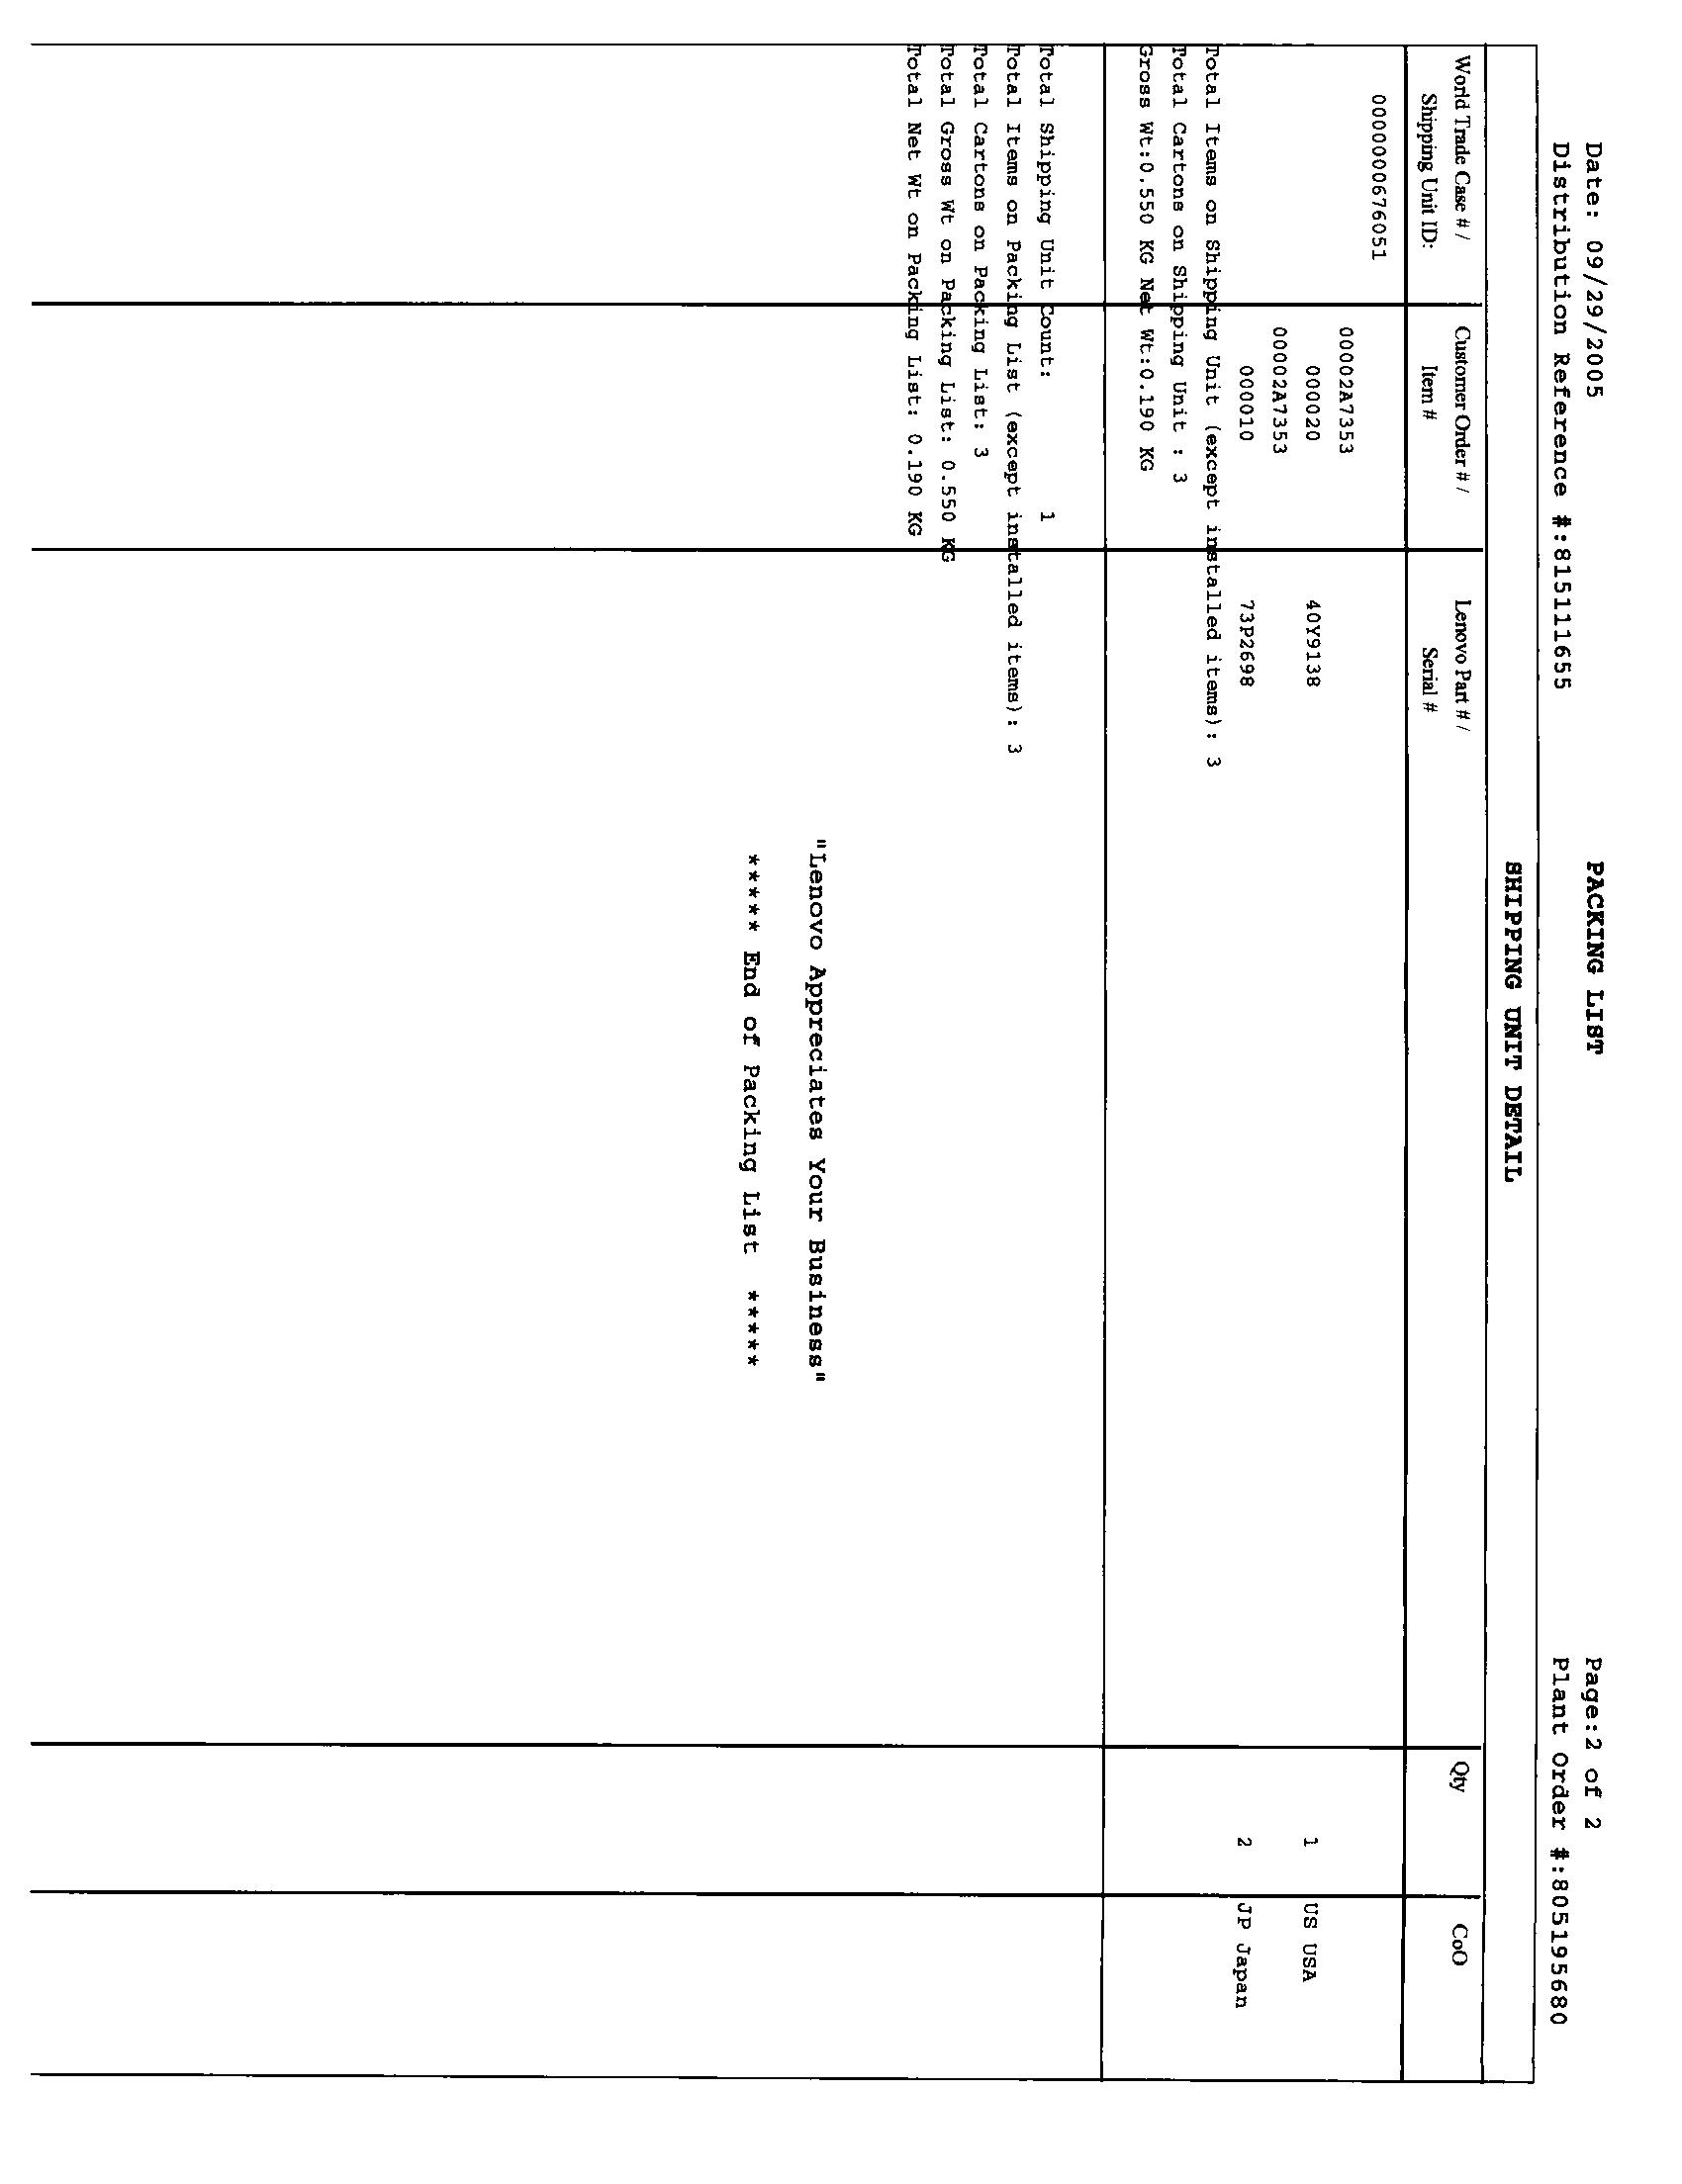 Date: 09/29/2005 PACKING LIST Page:2 of 2
Distribution Reference #:8151111655 Plant Order #:8051195680
SHIPPING UNIT DETAIL
World Trade Case # / Customer Order # / Lenovo Part # / Qty CoO
Shipping Unit ID: Item # Serial #
0000000676051
00002A7353
000020 40Y9138 1 US USA
00002A7353
000010 73P2698 2 JP Japan
Total Items on Shipping Unit (except installed items): 3
Total Cartons on Shipping Unit : 3
Gross Wt:0.550 KG Net Wt:0.190 KG
Total Shipping Unit Count: 1
Total Items on Packing List (except installed items): 3
Total Cartons on Packing List: 3
Total Gross Wt on Packing List: 0.550 KG
Total Net Wt on Packing List: 0.190 KG
"Lenovo Appreciates Your Business"
***** End of Packing List *****